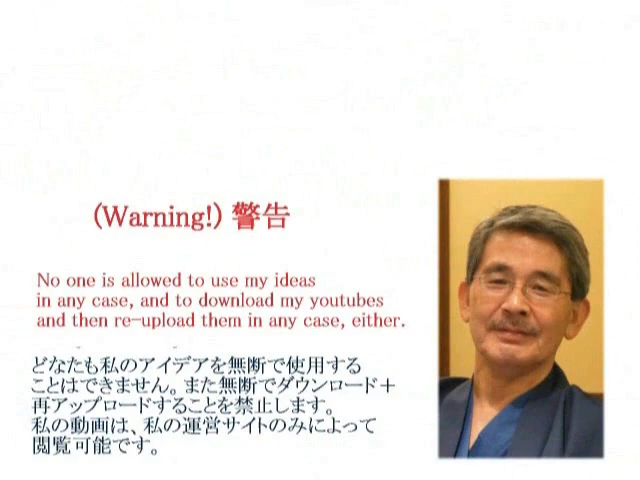 (Warning!) 警告
No one is allowed to use my ideas
in any case, and to download my youtubes
and then re-upload them in any case, either.
どなたも私のアイデアを無断で使用する
ことはできません。また無断でダウンロード＋
再アップロードすることを禁止します。
私の動画は、私の運営サイトのみによって
閲覧可能です。